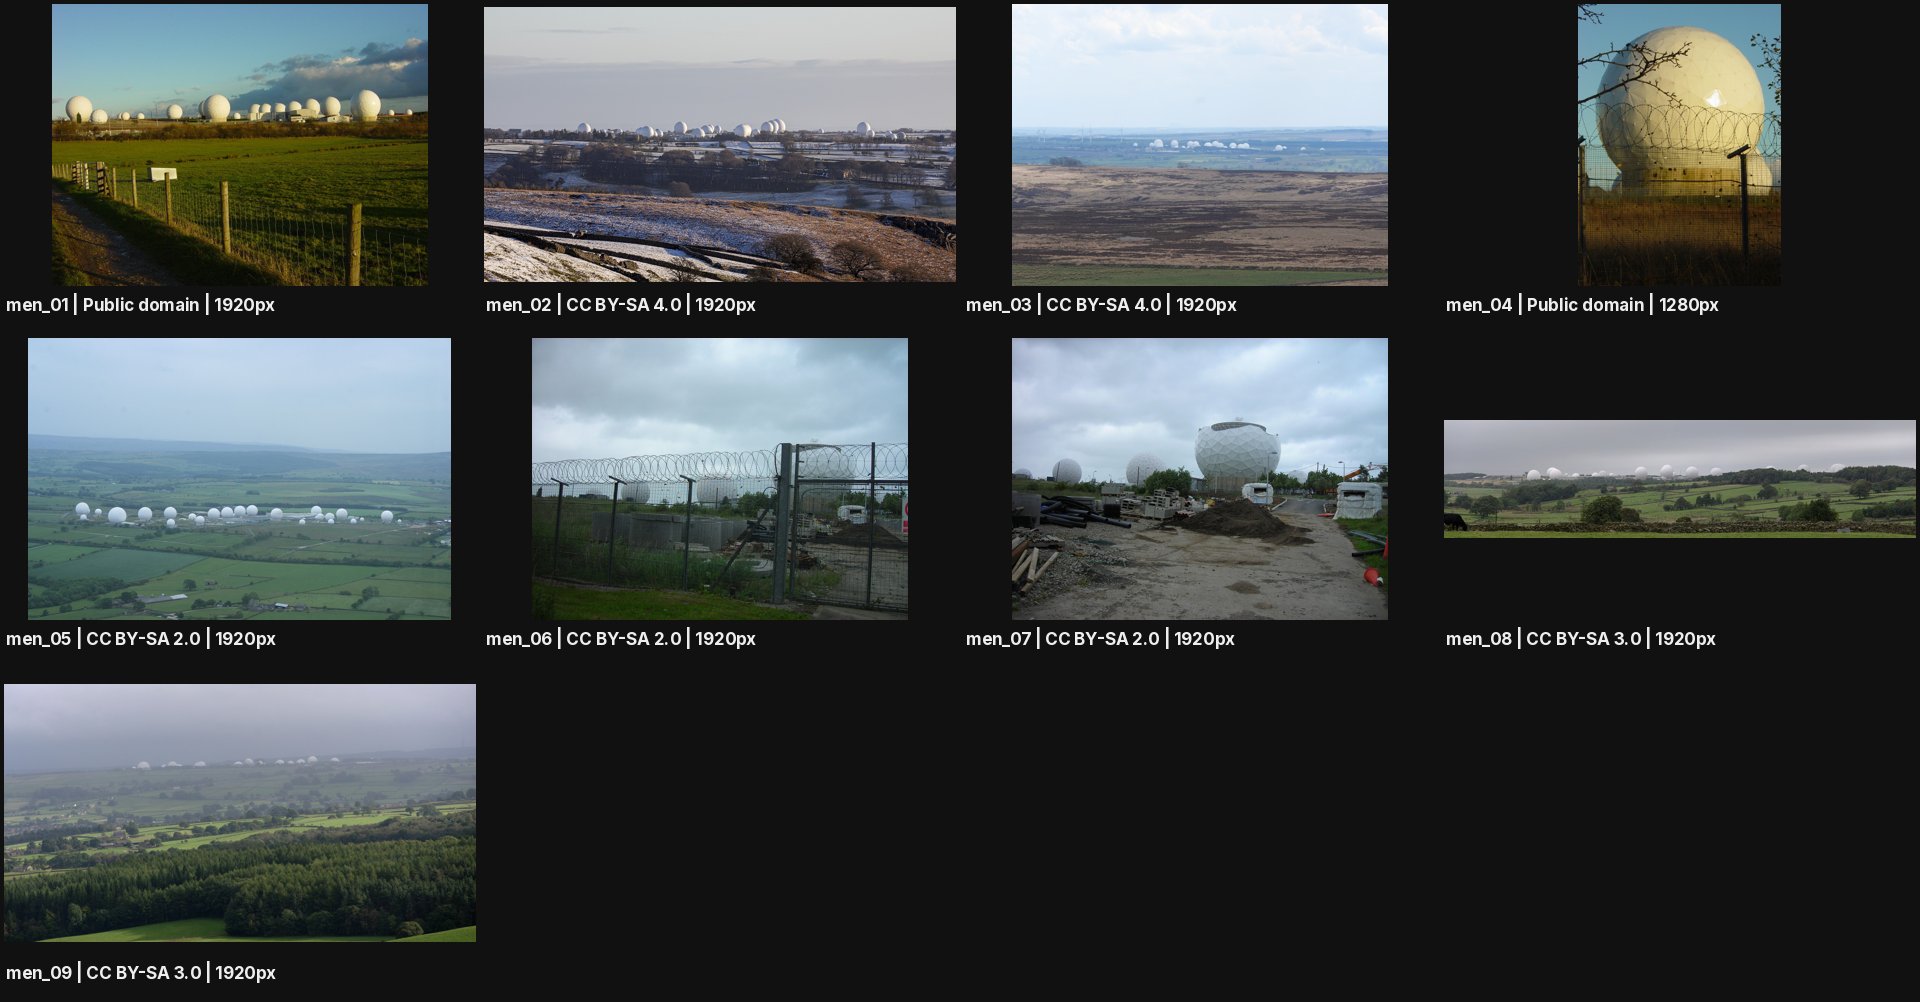 men_01 | Public domain | 1920px
men_02 | CC BY-SA 4.0 | 1920px
men_03 | CC BY-SA 4.0 | 1920px
men_04 | Public domain | 1280px
men_05 | CC BY-SA 2.0 | 1920px
men_06 | CC BY-SA 2.0 | 1920px
men_07 | CC BY-SA 2.0 | 1920px
men_08 | CC BY-SA 3.0 | 1920px
men_09 | CC BY-SA 3.0 | 1920px